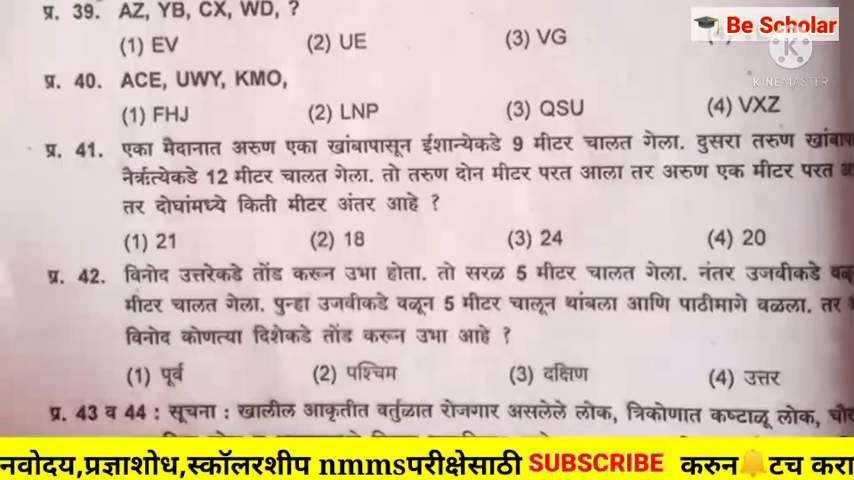 Be Scholar
K
KINEMASTER
प्र. 39. AZ, YB, CX, WD, ?
(1) EV (2) UE (3) VG
प्र. 40. ACE, UWY, KMO,
(1) FHJ (2) LNP (3) QSU (4) VXZ
प्र. 41. एका मैदानात अरुण एका खांबापासून ईशान्येकडे 9 मीटर चालत गेला. दुसरा तरुण
नैर्ऋत्येकडे 12 मीटर चालत गेला. तो तरुण दोन मीटर परत आला तर अरुण एक मीटर परत
तर दोघांमध्ये किती मीटर अंतर आहे ?
(1) 21 (2) 18 (3) 24 (4) 20
प्र. 42. विनोद उत्तरेकडे तोंड करून उभा होता. तो सरळ 5 मीटर चालत गेला. नंतर उजवीकडे
मीटर चालत गेला. पुन्हा उजवीकडे वळून 5 मीटर चालून थांबला आणि पाठीमागे वळला. तर
विनोद कोणत्या दिशेकडे तोंड करून उभा आहे ?
(1) पूर्व (2) पश्चिम (3) दक्षिण (4) उत्तर
प्र. 43 व 44 : सूचना : खालील आकृतीत वर्तुळात रोजगार असलेले लोक, त्रिकोणात कष्टाळू लोक,
नवोदय,प्रज्ञाशोध,स्कॉलरशीप nmmsपरीक्षेसाठी SUBSCRIBE करुन🔔टच करा